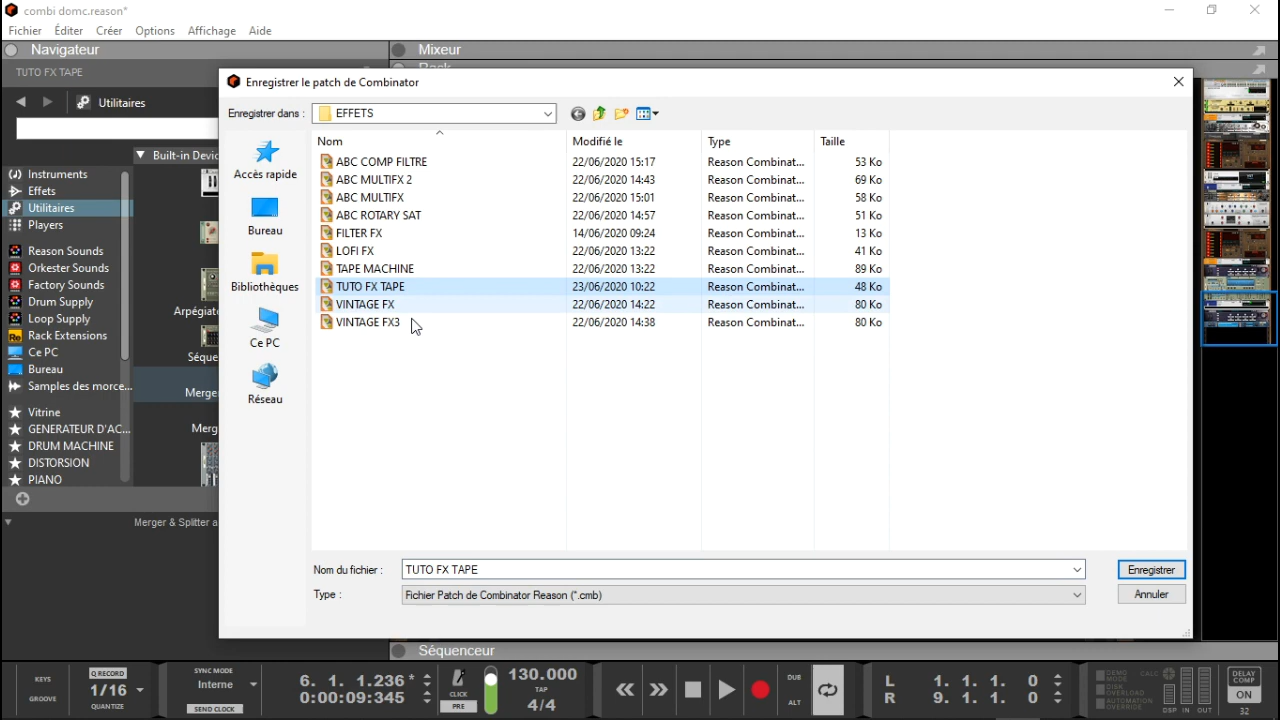 combi domc.reason*
Fichier Éditer Créer Options Affichage Aide
Navigateur
Mixeur
TUTO FX TAPE
Enregistrer le patch de Combinator
Utilitaires
Enregistrer dans :
EFFETS
Nom Modifié le Type Taille
ABC COMP FILTRE 22/06/2020 15:17 Reason Combinat... 53 Ko
ABC MULTIFX 2 22/06/2020 14:43 Reason Combinat... 69 Ko
ABC MULTIFX 22/06/2020 15:01 Reason Combinat... 58 Ko
ABC ROTARY SAT 22/06/2020 14:57 Reason Combinat... 51 Ko
FILTER FX 14/06/2020 09:24 Reason Combinat... 13 Ko
LOFI FX 22/06/2020 13:22 Reason Combinat... 41 Ko
TAPE MACHINE 22/06/2020 13:22 Reason Combinat... 89 Ko
TUTO FX TAPE 23/06/2020 10:22 Reason Combinat... 48 Ko
VINTAGE FX 22/06/2020 14:22 Reason Combinat... 80 Ko
VINTAGE FX3 22/06/2020 14:38 Reason Combinat... 80 Ko
Accès rapide
Bureau
Bibliothèques
Ce PC
Réseau
Built-in Devic
Instruments
Effets
Utilitaires
Players
Reason Sounds
Orkester Sounds
Factory Sounds
Drum Supply
Loop Supply
Rack Extensions
Ce PC
Bureau
Samples des morce...
Vitrine
GENERATEUR D'AC...
DRUM MACHINE
DISTORSION
PIANO
Arpégiat
Séque
Merge
Merg
Merger & Splitter a
Nom du fichier : TUTO FX TAPE
Enregistrer
Type : Fichier Patch de Combinator Reason (*.cmb)
Annuler
Séquenceur
KEYS
GROOVE
Q RECORD
1/16
QUANTIZE
SYNC MODE
Interne
SEND CLOCK
6. 1. 1.236 *
0:00:09:345
CLICK
PRE
130.000
TAP
4/4
DUB
ALT
L 1. 1. 1. 0
R 9. 1. 1. 0
DEMO MODE
DISK OVERLOAD
AUTOMATION OVERRIDE
CALC
DSP IN OUT
DELAY COMP
ON
32